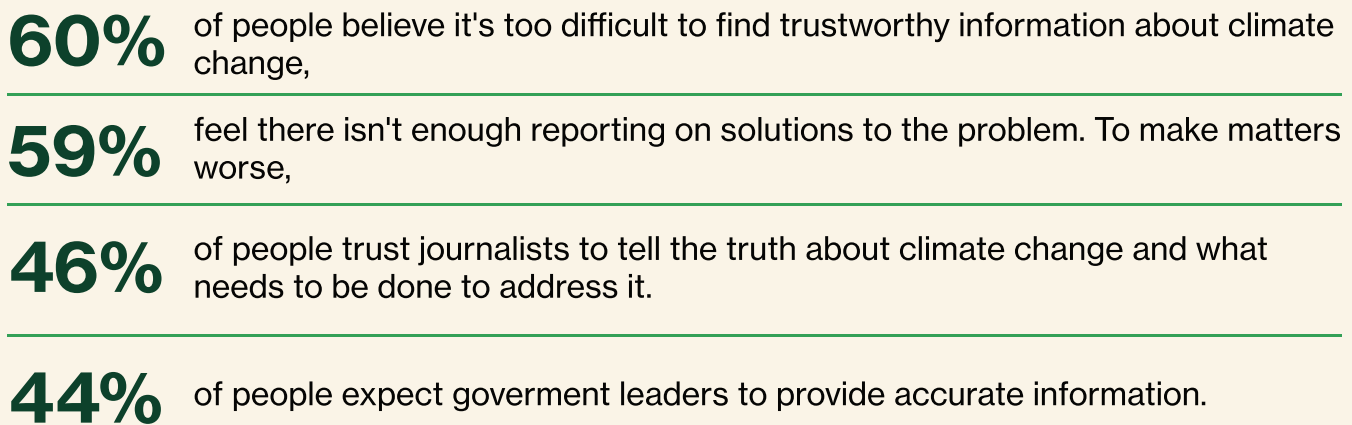 60% of people believe it's too difficult to find trustworthy information about climate
change,
59% feel there isn't enough reporting on solutions to the problem. To make matters
worse,
46% of people trust journalists to tell the truth about climate change and what
needs to be done to address it.
44% of people expect goverment leaders to provide accurate information.